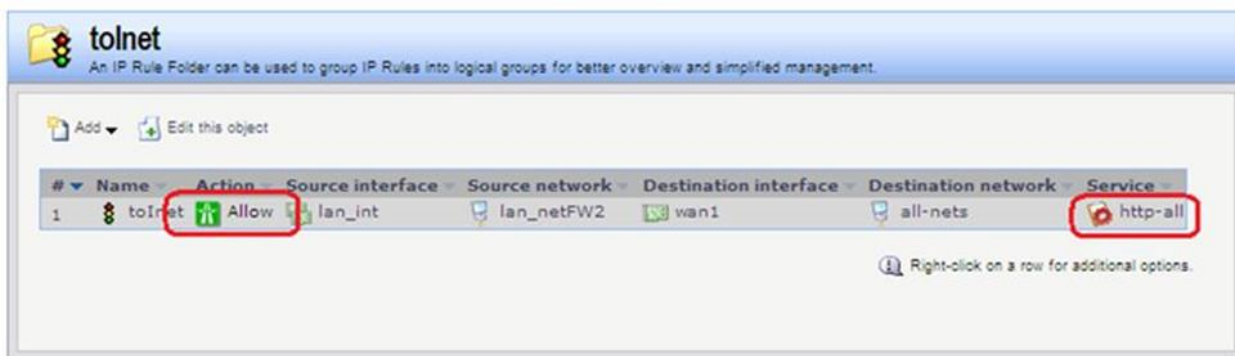 toInet
An IP Rule Folder can be used to group IP Rules into logical groups for better overview and simplified management.
Add Edit this object
# Name Action Source interface Source network Destination interface Destination network Service
1 toInet Allow lan_int lan_netFW2 wan1 all-nets http-all
Right-click on a row for additional options.